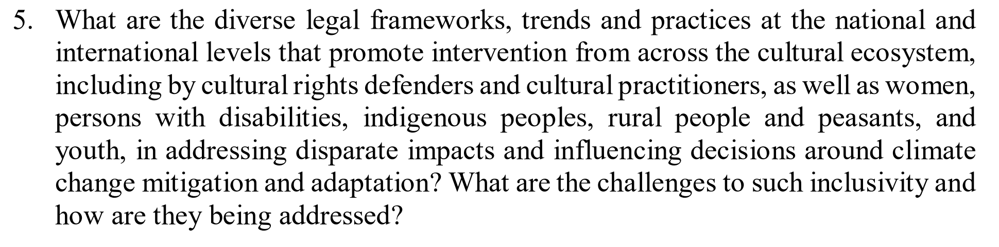 5. What are the diverse legal frameworks, trends and practices at the national and
international levels that promote intervention from across the cultural ecosystem,
including by cultural rights defenders and cultural practitioners, as well as women,
persons with disabilities, indigenous peoples, rural people and peasants, and
youth, in addressing disparate impacts and influencing decisions around climate
change mitigation and adaptation? What are the challenges to such inclusivity and
how are they being addressed?